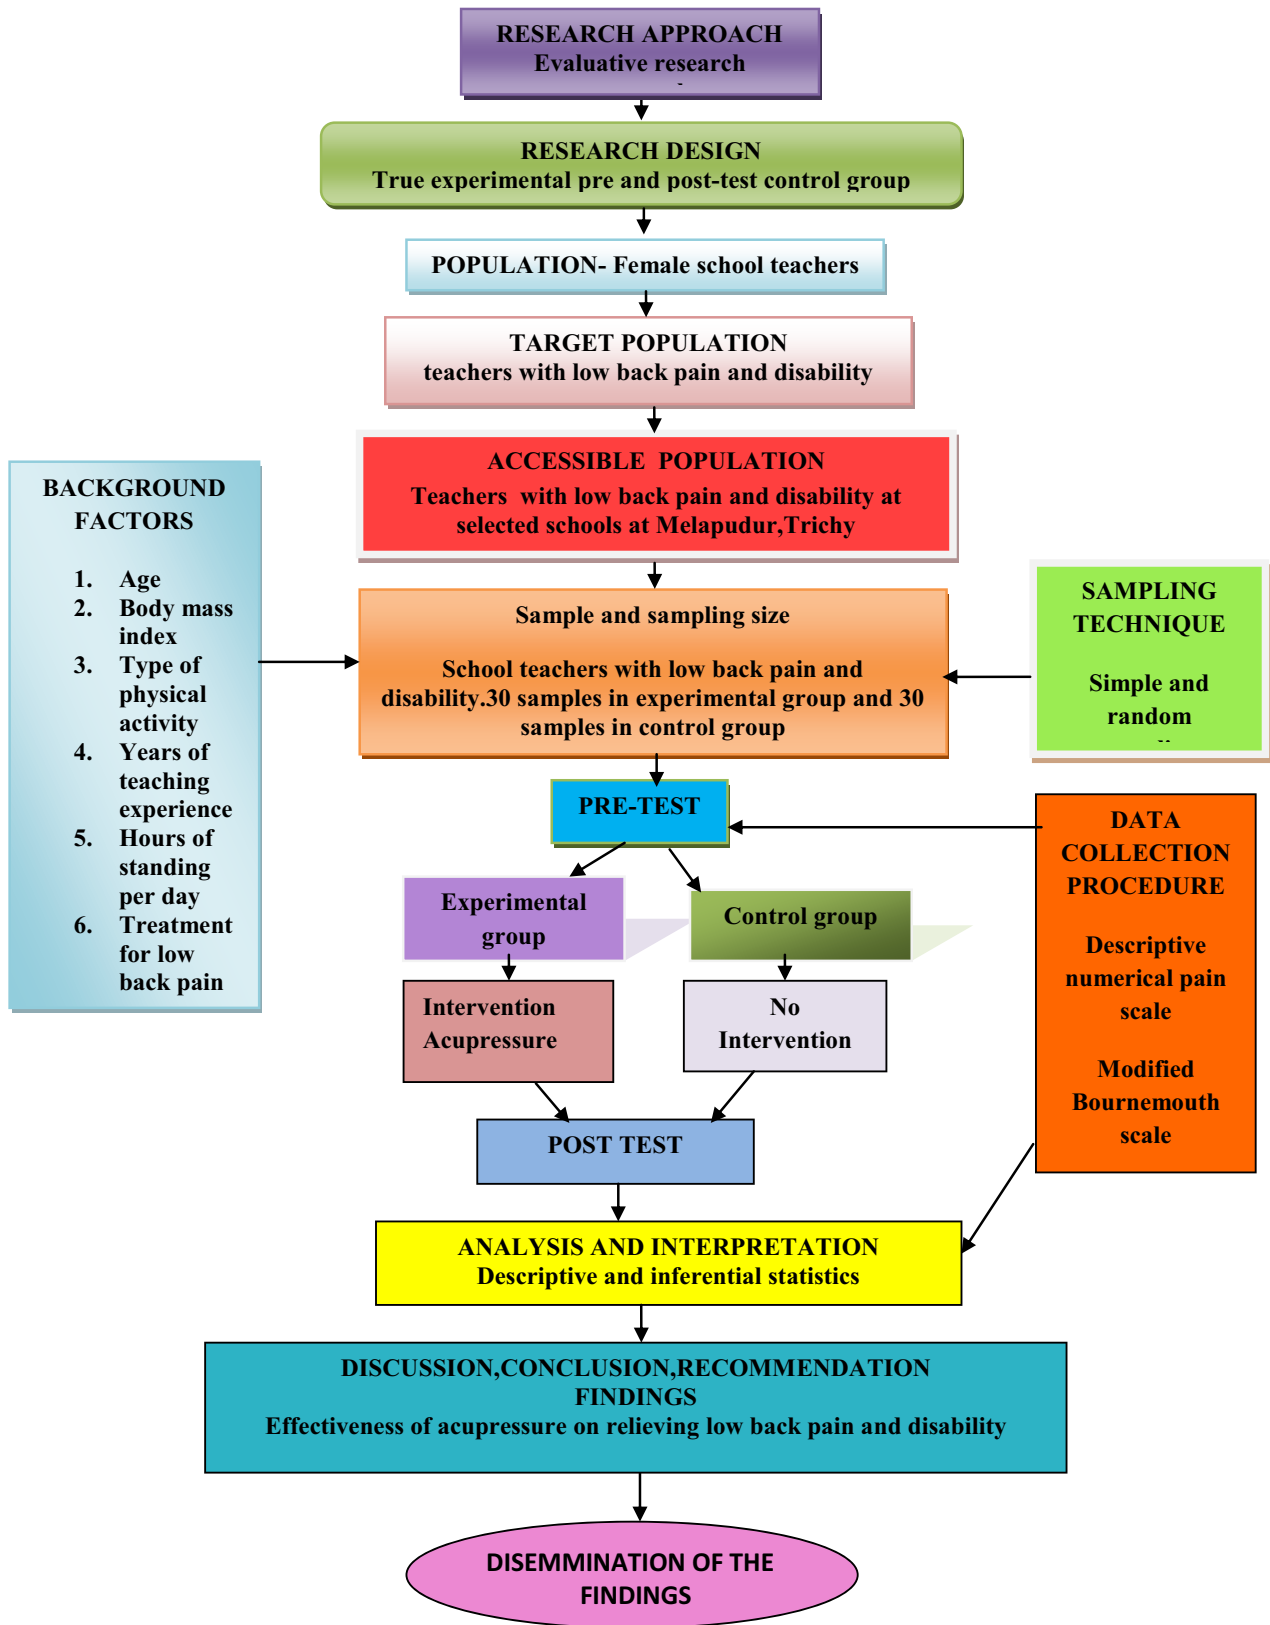 RESEARCH APPROACH
Evaluative research
RESEARCH DESIGN
True experimental pre and post-test control group
POPULATION- Female school teachers
TARGET POPULATION
teachers with low back pain and disability
ACCESSIBLE POPULATION
Teachers with low back pain and disability at
selected schools at Melapudur,Trichy
BACKGROUND
FACTORS
1. Age
2. Body mass
index
3. Type of
physical
activity
4. Years of
teaching
experience
5. Hours of
standing
per day
6. Treatment
for low
back pain
Sample and sampling size
School teachers with low back pain and
disability.30 samples in experimental group and 30
samples in control group
SAMPLING
TECHNIQUE
Simple and
random
PRE-TEST
DATA
COLLECTION
PROCEDURE
Descriptive
numerical pain
scale
Modified
Bournemouth
scale
Experimental
group
Control group
Intervention
Acupressure
No
Intervention
POST TEST
ANALYSIS AND INTERPRETATION
Descriptive and inferential statistics
DISCUSSION,CONCLUSION,RECOMMENDATION
FINDINGS
Effectiveness of acupressure on relieving low back pain and disability
DISEMMINATION OF THE
FINDINGS